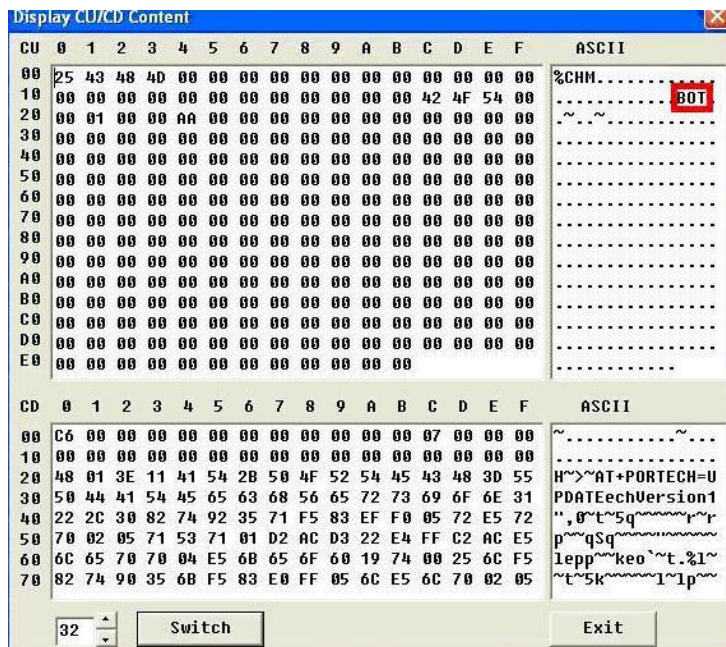 Display CU/CD Content
CU 0 1 2 3 4 5 6 7 8 9 A B C D E F ASCII
00 25 43 48 4D 00 00 00 00 00 00 00 00 00 00 00 00 %CHM............
10 00 00 00 00 00 00 00 00 00 00 00 00 42 4F 54 00 ............BOT.
20 00 01 00 00 AA 00 00 00 00 00 00 00 00 00 00 00 .~..~...........
30 00 00 00 00 00 00 00 00 00 00 00 00 00 00 00 00 ................
40 00 00 00 00 00 00 00 00 00 00 00 00 00 00 00 00 ................
50 00 00 00 00 00 00 00 00 00 00 00 00 00 00 00 00 ................
60 00 00 00 00 00 00 00 00 00 00 00 00 00 00 00 00 ................
70 00 00 00 00 00 00 00 00 00 00 00 00 00 00 00 00 ................
80 00 00 00 00 00 00 00 00 00 00 00 00 00 00 00 00 ................
90 00 00 00 00 00 00 00 00 00 00 00 00 00 00 00 00 ................
A0 00 00 00 00 00 00 00 00 00 00 00 00 00 00 00 00 ................
B0 00 00 00 00 00 00 00 00 00 00 00 00 00 00 00 00 ................
C0 00 00 00 00 00 00 00 00 00 00 00 00 00 00 00 00 ................
D0 00 00 00 00 00 00 00 00 00 00 00 00 00 00 00 00 ................
E0 00 00 00 00 00 00 00 00 00 00 00 00 ............
CD 0 1 2 3 4 5 6 7 8 9 A B C D E F ASCII
00 C6 00 00 00 00 00 00 00 00 00 00 00 07 00 00 00 ~...........~...
10 00 00 00 00 00 00 00 00 00 00 00 00 00 00 00 00 ................
20 48 01 3E 11 41 54 2B 50 4F 52 54 45 43 48 3D 55 H~>~AT+PORTECH=U
30 50 44 41 54 45 65 63 68 56 65 72 73 69 6F 6E 31 PDATEechVersion1
40 22 2C 30 82 74 92 35 71 F5 83 EF F0 05 72 E5 72 ",0~t~5q~~~~~r~r
50 70 02 05 71 53 71 01 D2 AC D3 22 E4 FF C2 AC E5 p~~qSq~~~~"~~~~~
60 6C 65 70 70 04 E5 6B 65 6F 60 19 74 00 25 6C F5 lepp~~keo`~t.%l~
70 82 74 90 35 6B F5 83 E0 FF 05 6C E5 6C 70 02 05 ~t~5k~~~~~l~lp~~
32 Switch Exit